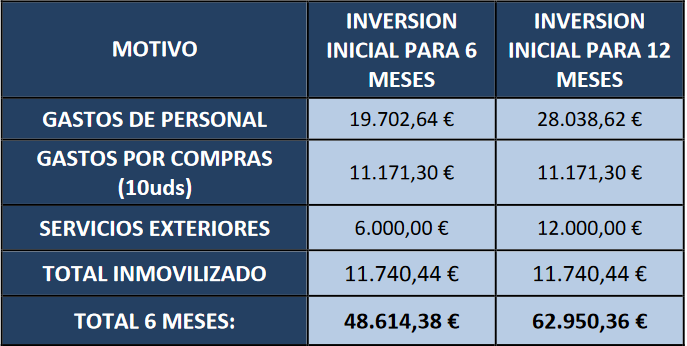 MOTIVO
INVERSION
INICIAL PARA 6
MESES
INVERSION
INICIAL PARA 12
MESES
GASTOS DE PERSONAL
19.702,64 €
28.038,62 €
GASTOS POR COMPRAS
(10uds)
11.171,30 €
11.171,30 €
SERVICIOS EXTERIORES
6.000,00 €
12.000,00 €
TOTAL INMOVILIZADO
11.740,44 €
11.740,44 €
TOTAL 6 MESES:
48.614,38 €
62.950,36 €